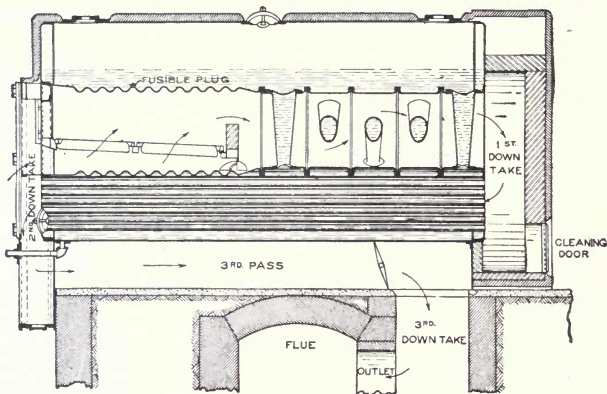 FUSIBLE PLUG
1ST.
DOWN
TAKE
2ND. DOWN TAKE
CLEANING
DOOR
3RD. PASS
3RD.
DOWN TAKE
FLUE
OUTLET